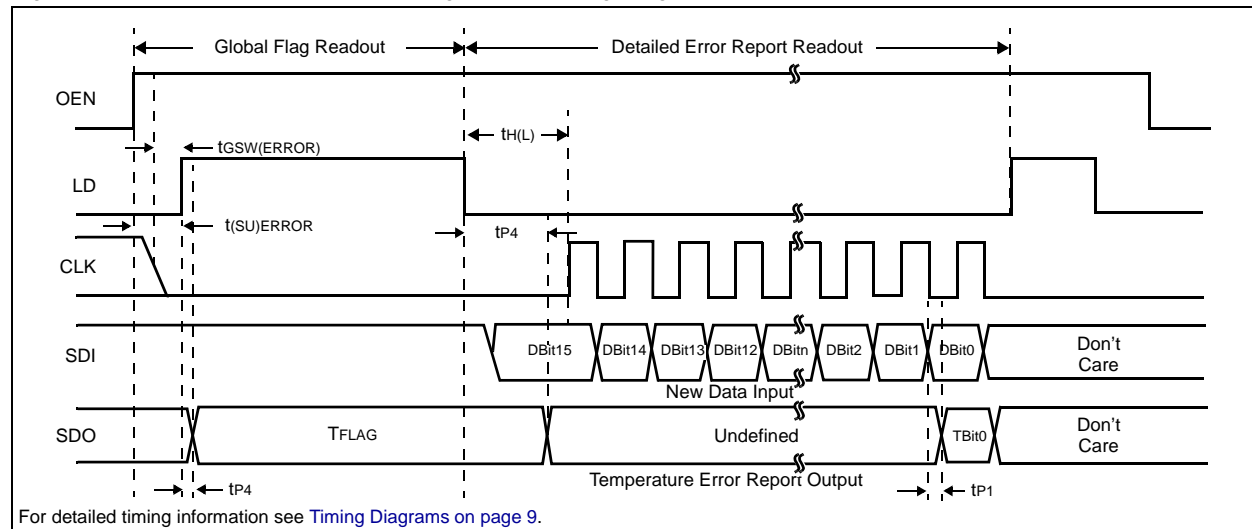 Global Flag Readout
Detailed Error Report Readout
OEN
tH(L)
tGSW(ERROR)
LD
t(SU)ERROR
tP4
CLK
SDI
DBit15
DBit14
DBit13
DBit12
DBitn
DBit2
DBit1
DBit0
Don't
Care
New Data Input
SDO
TFLAG
Undefined
TBit0
Don't
Care
Temperature Error Report Output
tP4
tP1
For detailed timing information see Timing Diagrams on page 9.